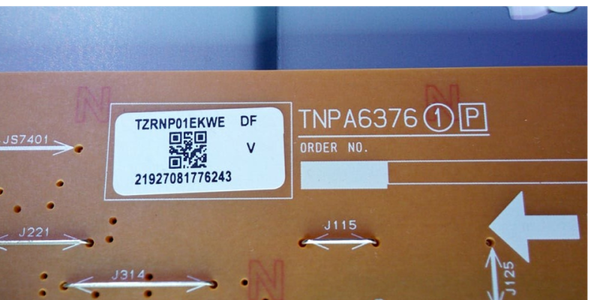 N
N
TZRNP01EKWE DF
V
21927081776243
TNPA6376 1 P
ORDER NO.
JS7401
J221
J115
J314
J125
N